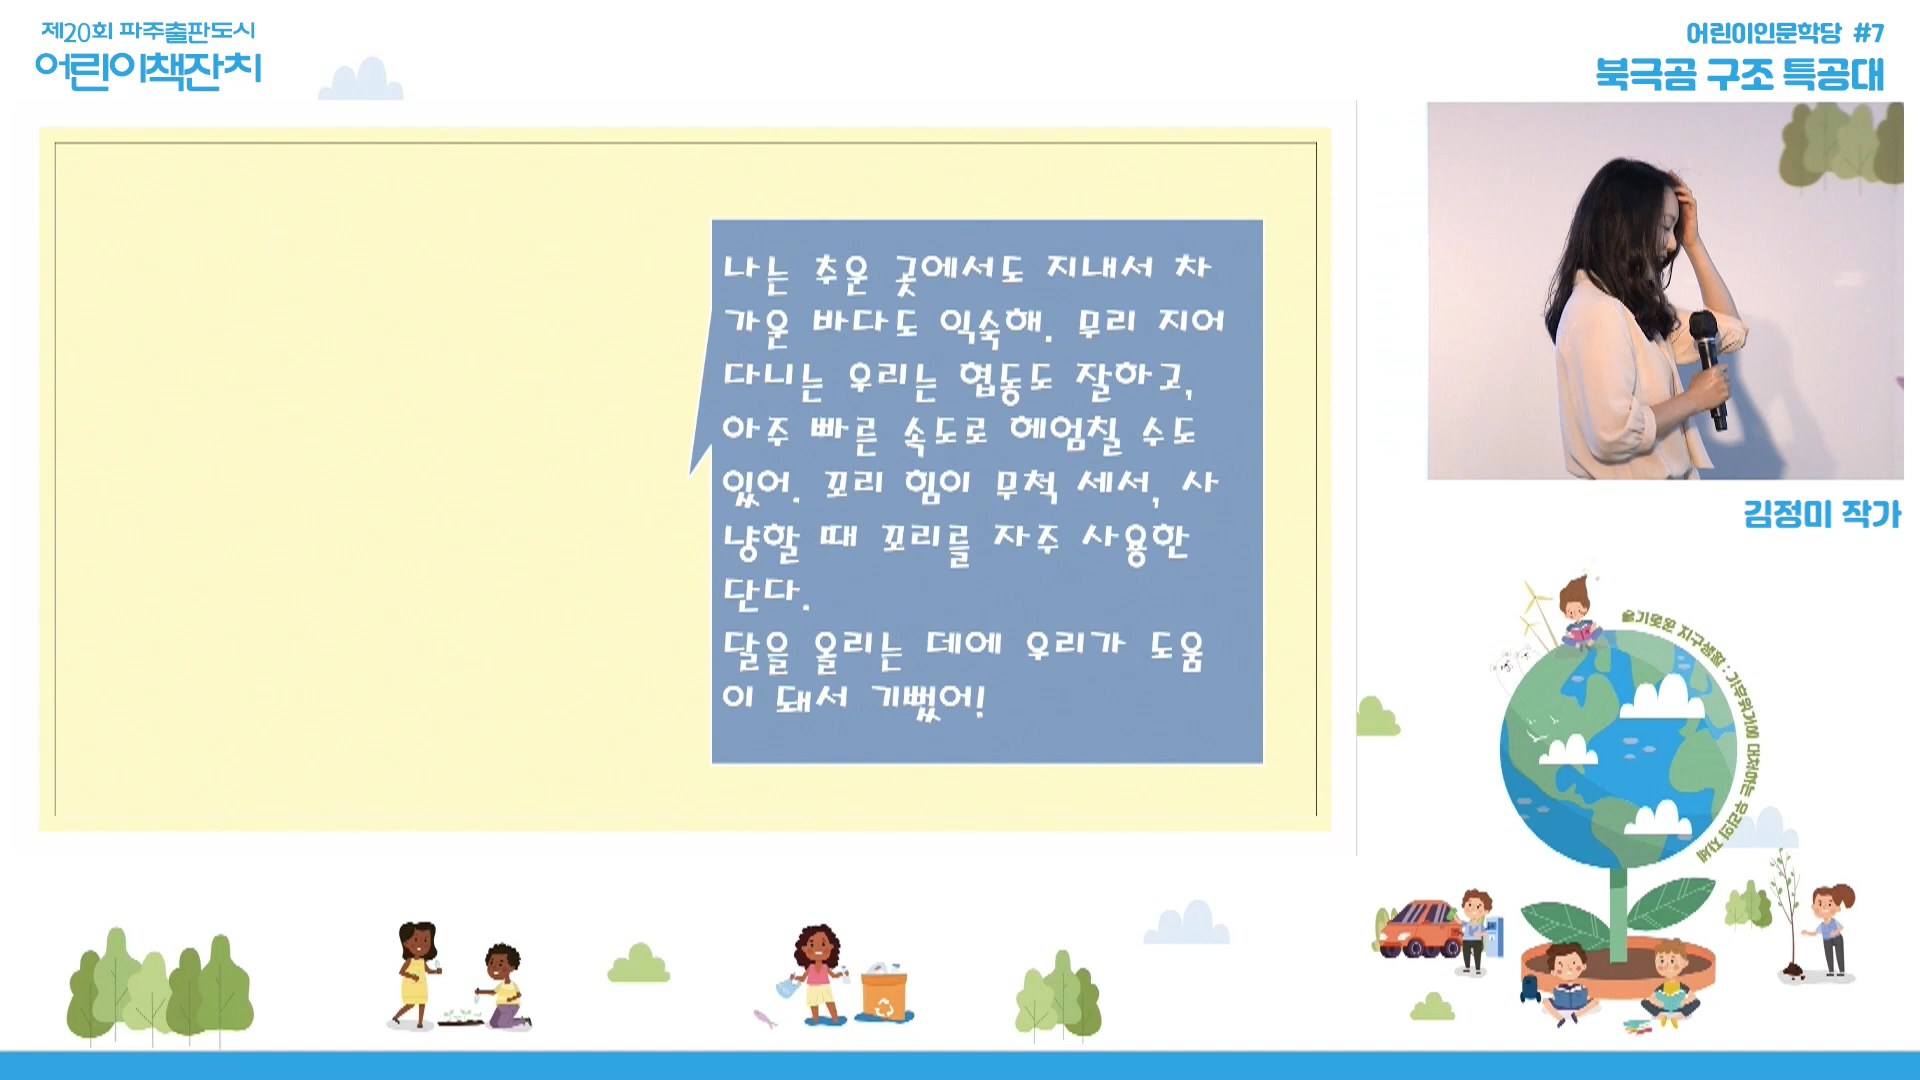 제20회 파주출판도시
어린이책잔치
어린이인문학당 #7
북극곰 구조 특공대
나는 추운 곳에서도 지내서 차
가운 바다도 익숙해. 무리 지어
다니는 우리는 협동도 잘하고,
아주 빠른 속도로 헤엄칠 수도
있어. 꼬리 힘이 무척 세서, 사
냥할 때 꼬리를 자주 사용한
단다.
달을 올리는 데에 우리가 도움
이 돼서 기뻤어!
김정미 작가
슬기로운 지구생활 : 기후위기에 대처하는 우리의 자세